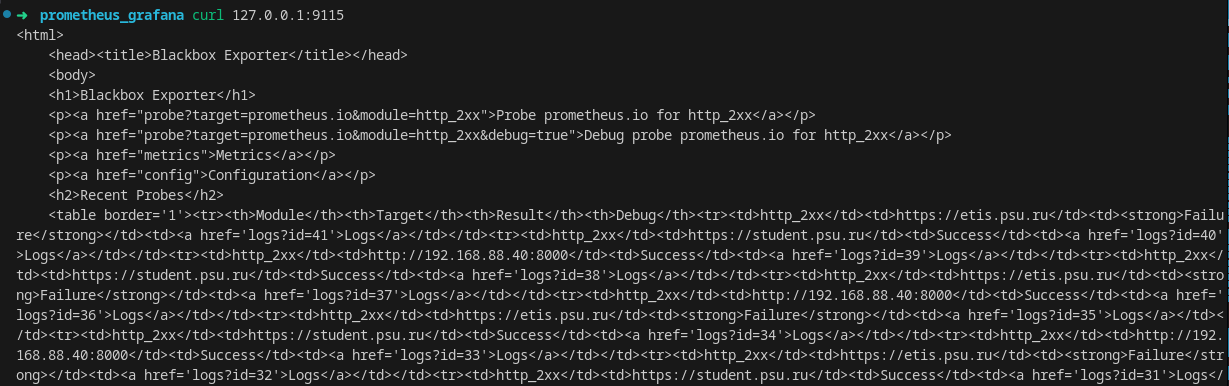 ➜  prometheus_grafana curl 127.0.0.1:9115
<html>
    <head><title>Blackbox Exporter</title></head>
    <body>
    <h1>Blackbox Exporter</h1>
    <p><a href="probe?target=prometheus.io&module=http_2xx">Probe prometheus.io for http_2xx</a></p>
    <p><a href="probe?target=prometheus.io&module=http_2xx&debug=true">Debug probe prometheus.io for http_2xx</a></p>
    <p><a href="metrics">Metrics</a></p>
    <p><a href="config">Configuration</a></p>
    <h2>Recent Probes</h2>
    <table border='1'><tr><th>Module</th><th>Target</th><th>Result</th><th>Debug</th><tr><td>http_2xx</td><td>https://etis.psu.ru</td><td><strong>Failu
re</strong></td><td><a href='logs?id=41'>Logs</a></td></td><tr><td>http_2xx</td><td>https://student.psu.ru</td><td>Success</td><td><a href='logs?id=40'
>Logs</a></td></td><tr><td>http_2xx</td><td>http://192.168.88.40:8000</td><td>Success</td><td><a href='logs?id=39'>Logs</a></td></td><tr><td>http_2xx</
td><td>https://student.psu.ru</td><td>Success</td><td><a href='logs?id=38'>Logs</a></td></td><tr><td>http_2xx</td><td>https://etis.psu.ru</td><td><stro
ng>Failure</strong></td><td><a href='logs?id=37'>Logs</a></td></td><tr><td>http_2xx</td><td>http://192.168.88.40:8000</td><td>Success</td><td><a href='
logs?id=36'>Logs</a></td></td><tr><td>http_2xx</td><td>https://etis.psu.ru</td><td><strong>Failure</strong></td><td><a href='logs?id=35'>Logs</a></td><
/td><tr><td>http_2xx</td><td>https://student.psu.ru</td><td>Success</td><td><a href='logs?id=34'>Logs</a></td></td><tr><td>http_2xx</td><td>http://192.
168.88.40:8000</td><td>Success</td><td><a href='logs?id=33'>Logs</a></td></td><tr><td>http_2xx</td><td>https://etis.psu.ru</td><td><strong>Failure</str
ong></td><td><a href='logs?id=32'>Logs</a></td></td><tr><td>http_2xx</td><td>https://student.psu.ru</td><td>Success</td><td><a href='logs?id=31'>Logs</